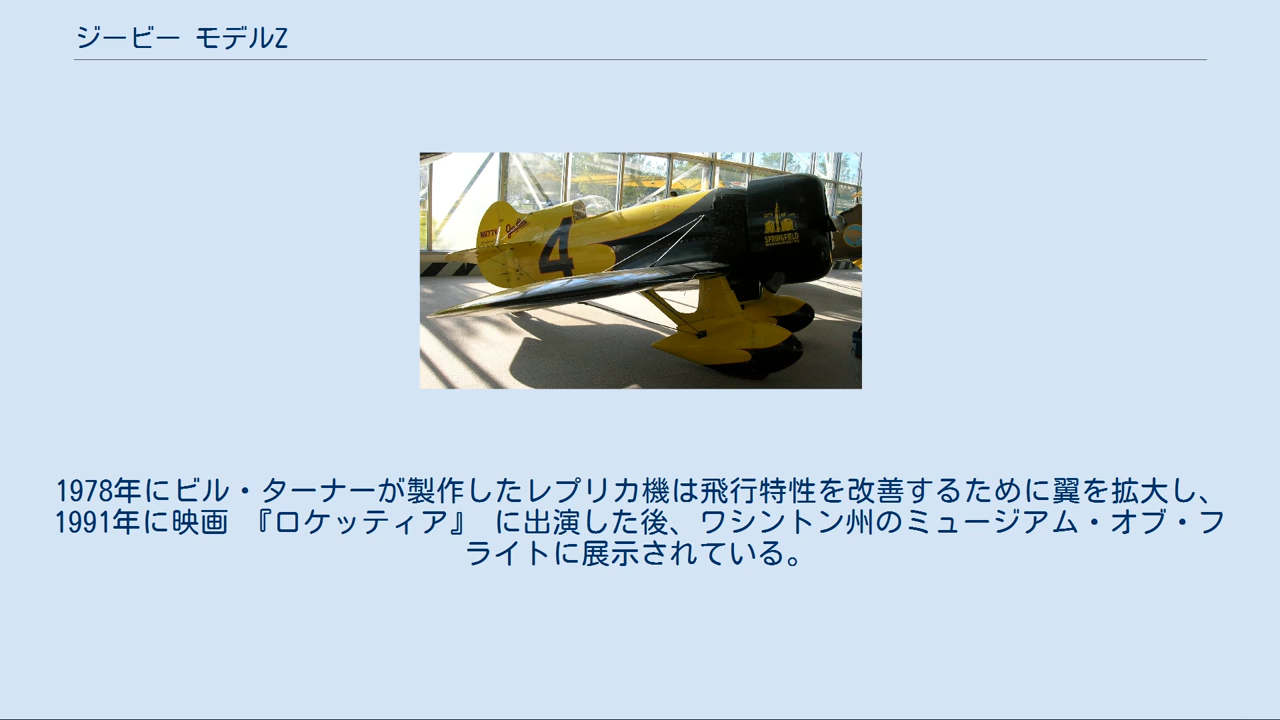 ジービー モデルZ
4
SPRINGFIELD
1978年にビル・ターナーが製作したレプリカ機は飛行特性を改善するために翼を拡大し、
1991年に映画 『ロケッティア』 に出演した後、ワシントン州のミュージアム・オブ・フ
ライトに展示されている。